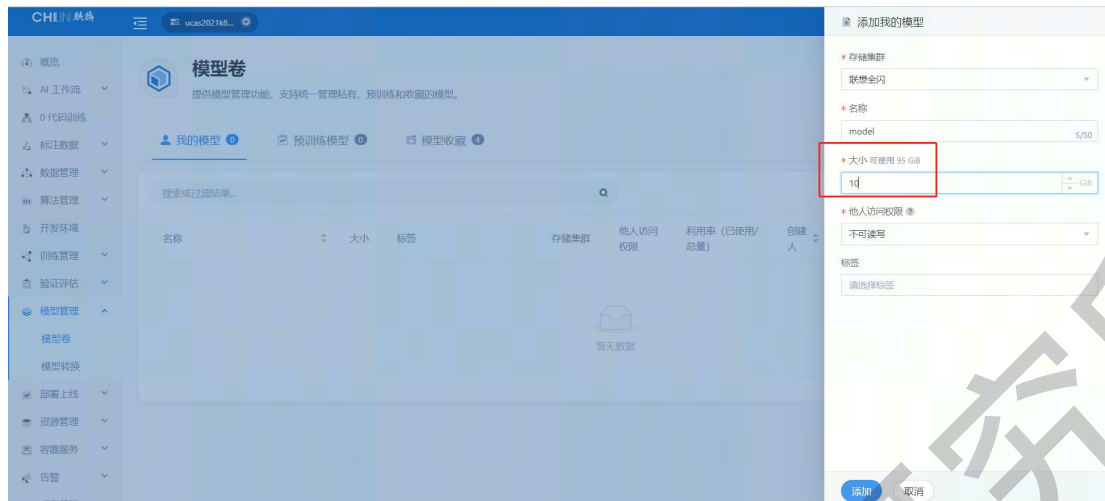 CHIUN麒麟
ucas2021k8...
概览
AI 工作流
0 代码训练
标注数据
数据管理
算法管理
开发环境
训练管理
验证评估
模型管理
模型卷
模型转换
部署上线
资源管理
容器服务
告警
模型卷
提供模型管理功能，支持统一管理私有、预训练和收藏的模型。
我的模型 0 预训练模型 0 模型收藏 4
搜索或过滤结果...
名称 大小 标签 存储集群 他人访问权限 利用率（已使用/总量） 创建人
暂无数据
添加我的模型
* 存储集群
联想全闪
* 名称
model 5/50
* 大小 可使用 95 GiB
10 GiB
* 他人访问权限
不可读写
标签
请选择标签
添加 取消